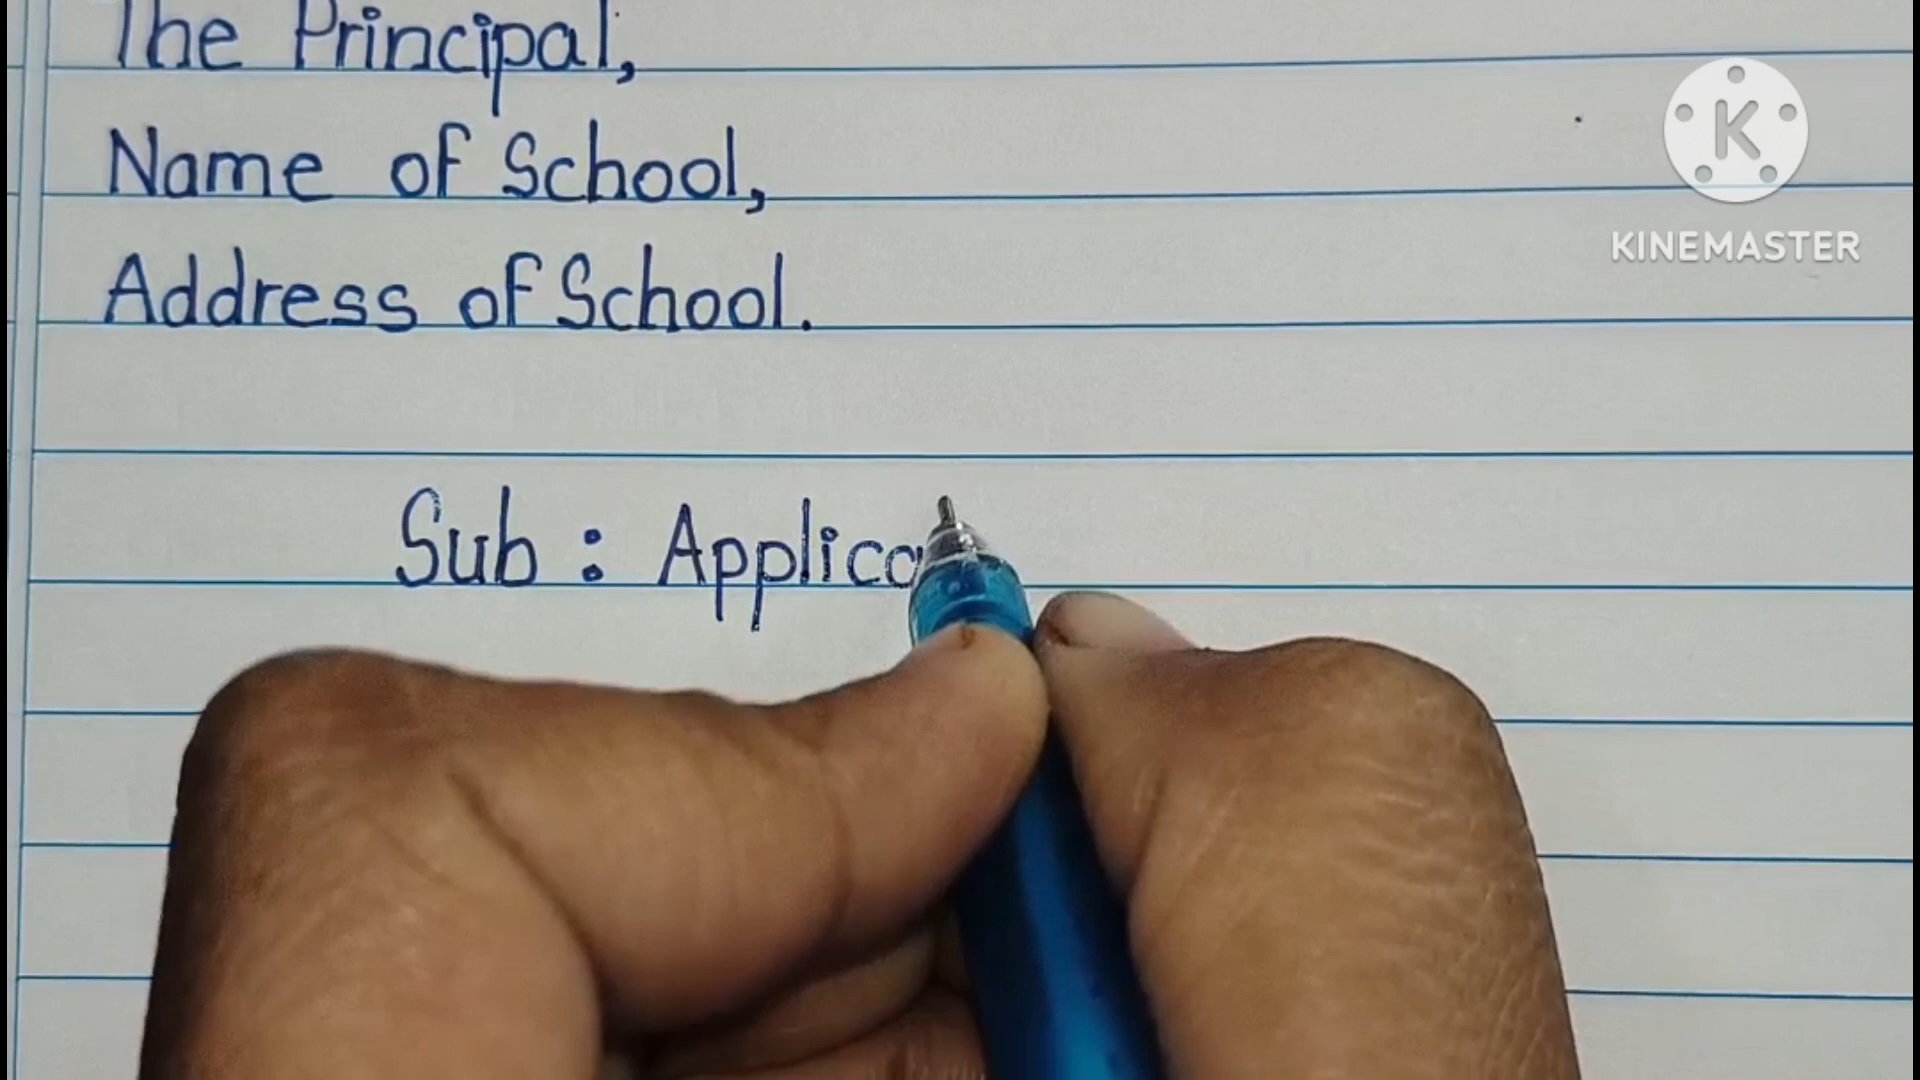 The Principal,
Name of School,
Address of School.
Sub : Applica
K
KINEMASTER